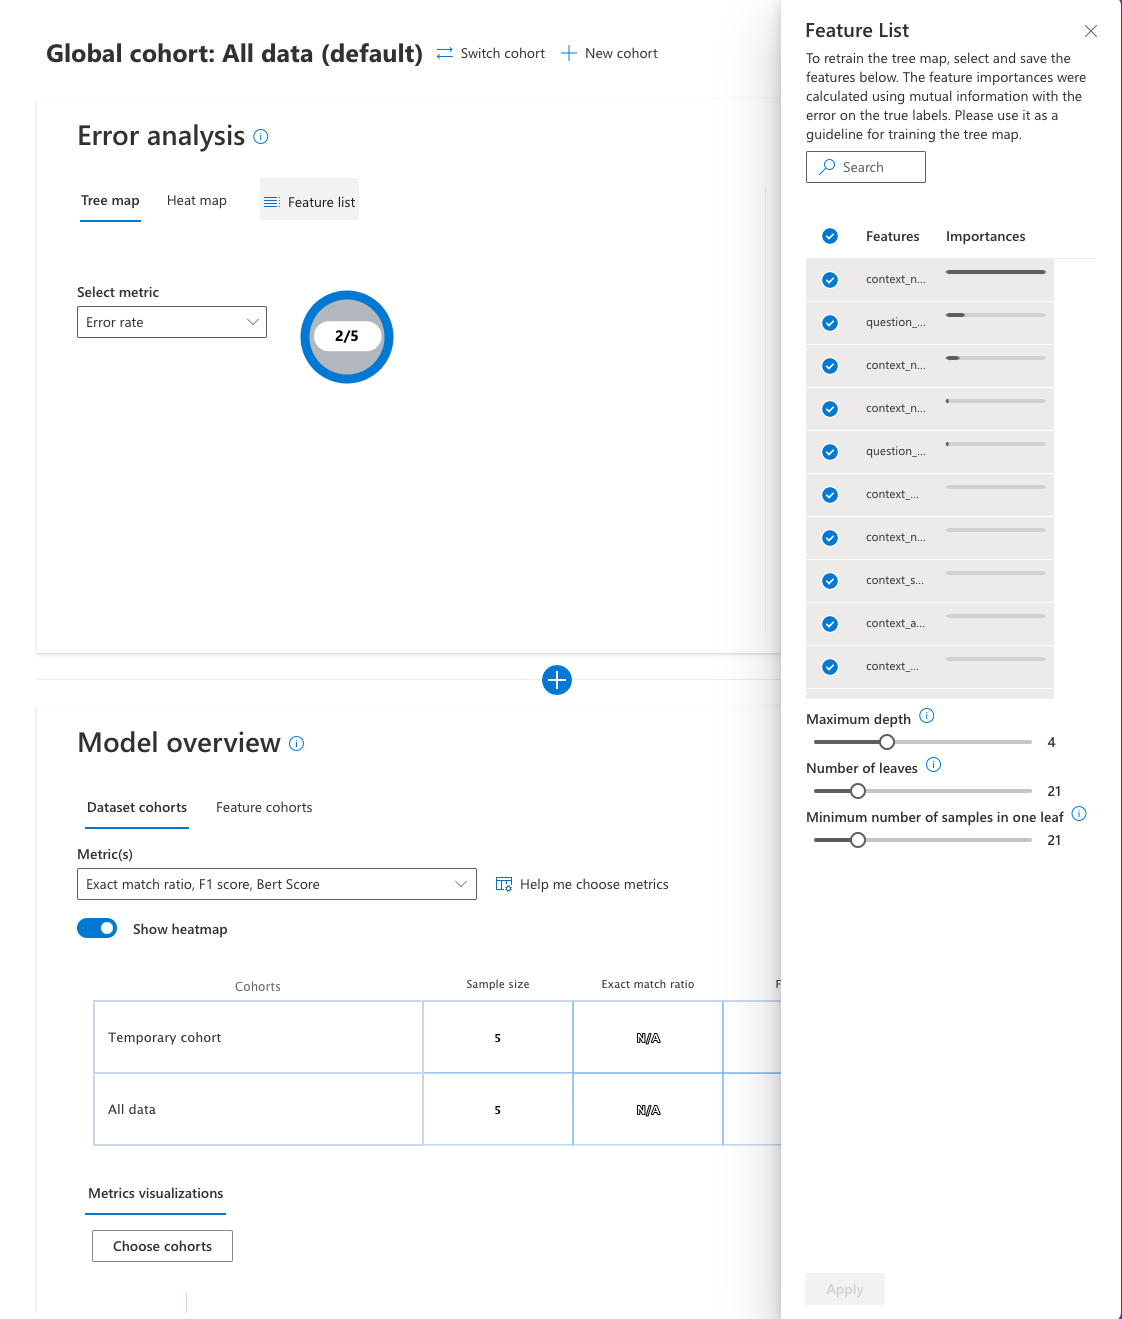 Global cohort: All data (default)
Switch cohort
New cohort
Error analysis
Tree map
Heat map
Feature list
Select metric
Error rate
2/5
Model overview
Dataset cohorts
Feature cohorts
Metric(s)
Exact match ratio, F1 score, Bert Score
Help me choose metrics
Show heatmap
Cohorts
Sample size
Exact match ratio
F
Temporary cohort
5
N/A
All data
5
N/A
Metrics visualizations
Choose cohorts
Feature List
To retrain the tree map, select and save the
features below. The feature importances were
calculated using mutual information with the
error on the true labels. Please use it as a
guideline for training the tree map.
Search
Features
Importances
context_n...
question_...
context_n...
context_n...
question_...
context_...
context_n...
context_s...
context_a...
context_...
Maximum depth
4
Number of leaves
21
Minimum number of samples in one leaf
21
Apply